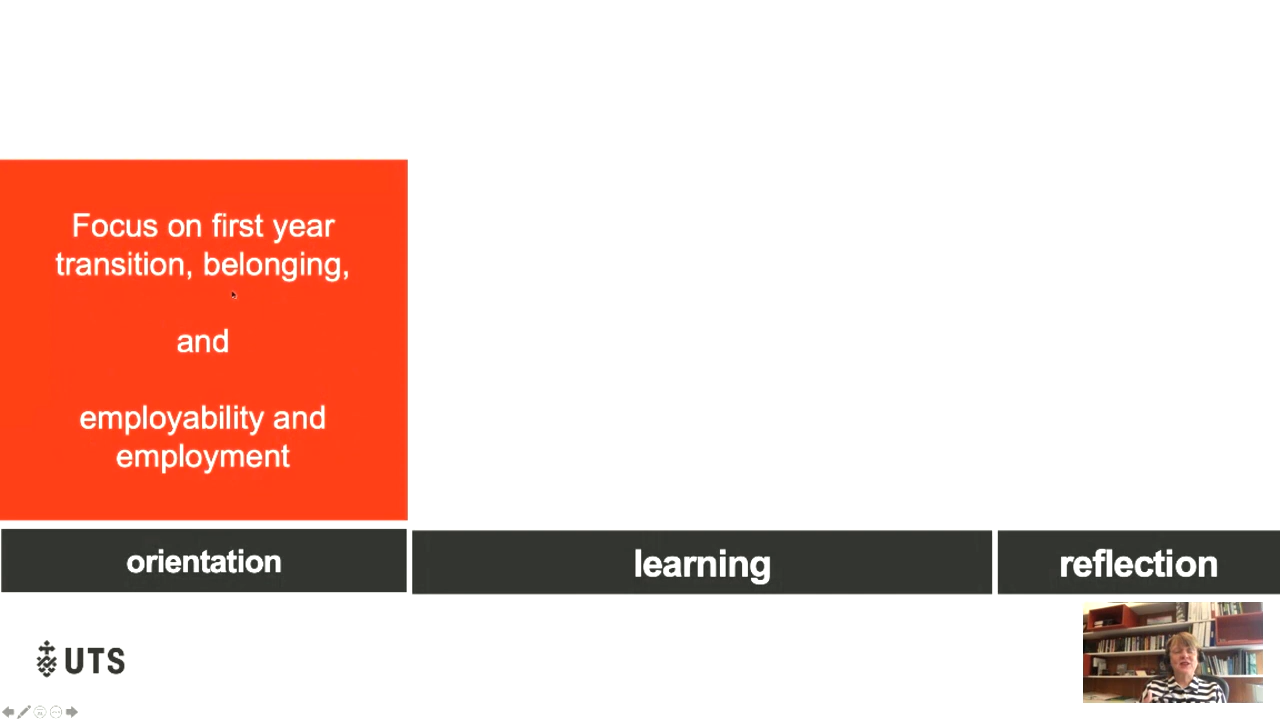 Focus on first year
transition, belonging,
and
employability and
employment
orientation
learning
reflection
UTS